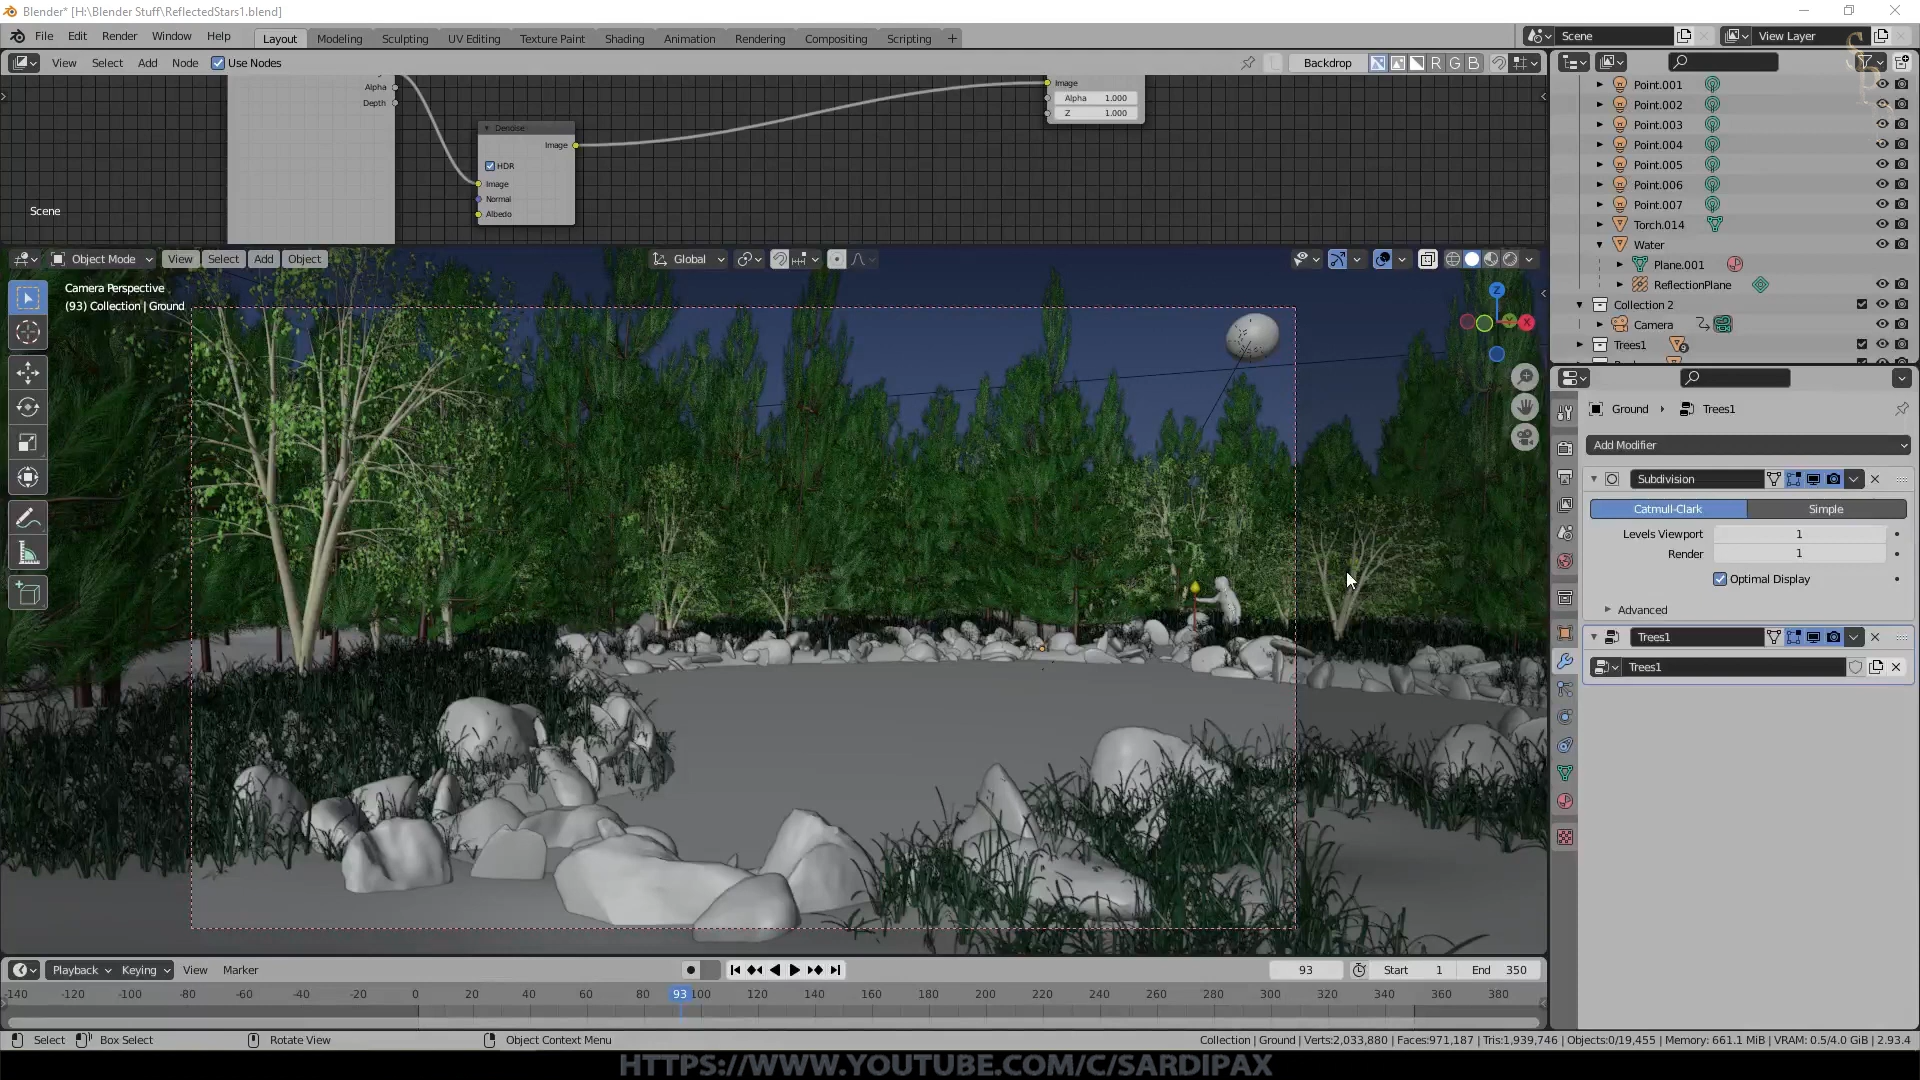 Blender* [H:\Blender Stuff\ReflectedStars1.blend]
File Edit Render Window Help
Layout Modeling Sculpting UV Editing Texture Paint Shading Animation Rendering Compositing Scripting +
Scene View Layer
View Select Add Node Use Nodes
Backdrop R G B
Alpha
Depth
Denoise
Image
HDR
Image
Normal
Albedo
Image
Alpha 1.000
Z 1.000
Scene
Point.001
Point.002
Point.003
Point.004
Point.005
Point.006
Point.007
Torch.014
Water
Plane.001
ReflectionPlane
Collection 2
Camera
Trees1 9
Object Mode View Select Add Object
Global
Camera Perspective
(93) Collection | Ground
Z
X
Ground Trees1
Add Modifier
Subdivision
Catmull-Clark Simple
Levels Viewport 1
Render 1
Optimal Display
Advanced
Trees1
Trees1
Playback Keying View Marker
93 Start 1 End 350
-140 -120 -100 -80 -60 -40 -20 0 20 40 60 80 93 100 120 140 160 180 200 220 240 260 280 300 320 340 360 380
Select Box Select Rotate View Object Context Menu
Collection | Ground | Verts:2,033,880 | Faces:971,187 | Tris:1,939,746 | Objects:0/19,455 | Memory: 661.1 MiB | VRAM: 0.5/4.0 GiB | 2.93.4
HTTPS://WWW.YOUTUBE.COM/C/SARDIPAX